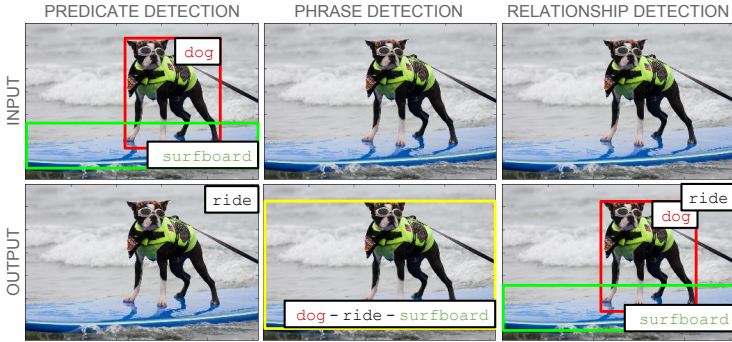 PREDICATE DETECTION
PHRASE DETECTION
RELATIONSHIP DETECTION
INPUT
dog
surfboard
OUTPUT
ride
dog-ride-surfboard
ride
dog
surfboard